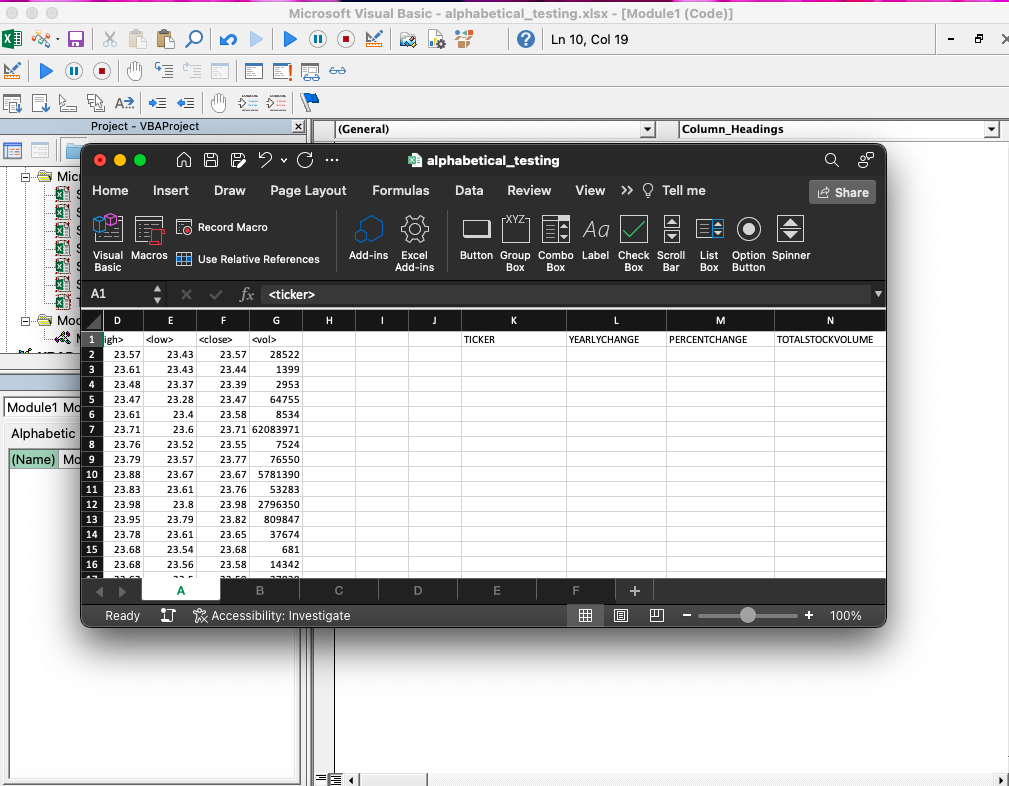 Microsoft Visual Basic - alphabetical_testing.xlsx - [Module1 (Code)]
Ln 10, Col 19
Project - VBAProject
(General)
Column_Headings
Micr
Mod
Module1 Mo
Alphabetic
(Name) Mo
alphabetical_testing
Home Insert Draw Page Layout Formulas Data Review View >> Tell me
Share
Visual Basic
Macros
Record Macro
Use Relative References
Add-ins
Excel Add-ins
Button
Group Box
Combo Box
Label
Check Box
Scroll Bar
List Box
Option Button
Spinner
XYZ
Aa
A1 fx <ticker>
D E F G H I J K L M N
1 igh> <low> <close> <vol> TICKER YEARLYCHANGE PERCENTCHANGE TOTALSTOCKVOLUME
2 23.57 23.43 23.57 28522
3 23.61 23.43 23.44 1399
4 23.48 23.37 23.39 2953
5 23.47 23.28 23.47 64755
6 23.61 23.4 23.58 8534
7 23.71 23.6 23.71 62083971
8 23.76 23.52 23.55 7524
9 23.79 23.57 23.77 76550
10 23.88 23.67 23.67 5781390
11 23.83 23.61 23.76 53283
12 23.98 23.8 23.98 2796350
13 23.95 23.79 23.82 809847
14 23.78 23.61 23.65 37674
15 23.68 23.54 23.68 681
16 23.68 23.56 23.58 14342
A B C D E F +
Ready
Accessibility: Investigate
100%